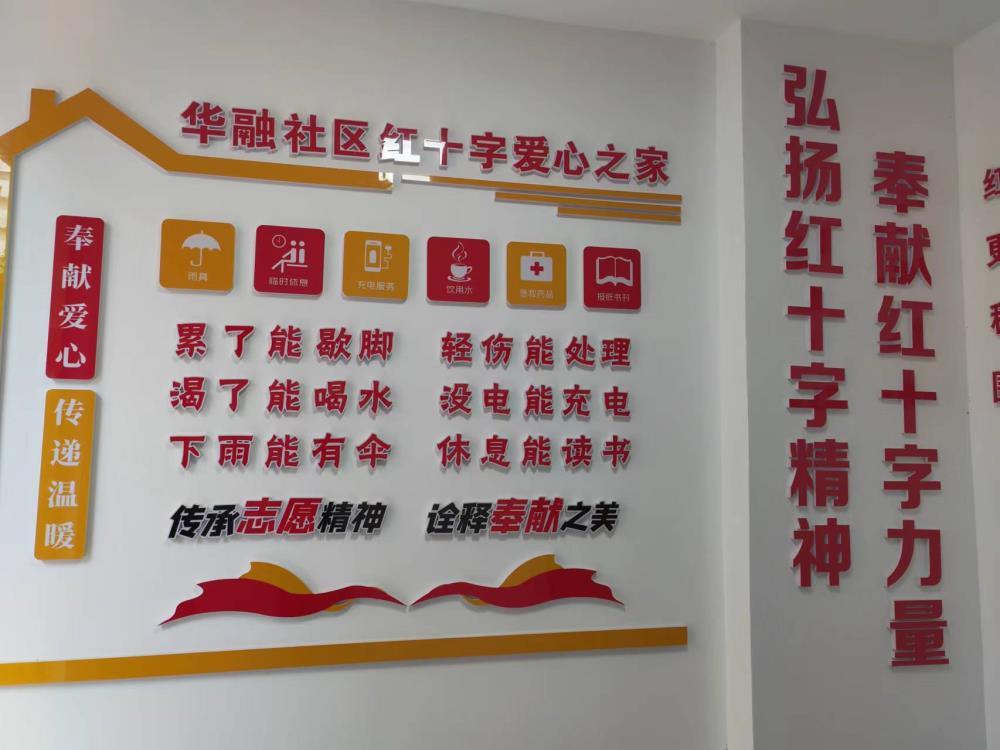 华融社区红十字爱心之家
奉献爱心
传递温暖
雨具
临时休息
充电服务
饮用水
急救药品
报纸书刊
累了能歇脚
轻伤能处理
渴了能喝水
没电能充电
下雨能有伞
休息能读书
传承志愿精神
诠释奉献之美
弘扬红十字精神
奉献红十字力量